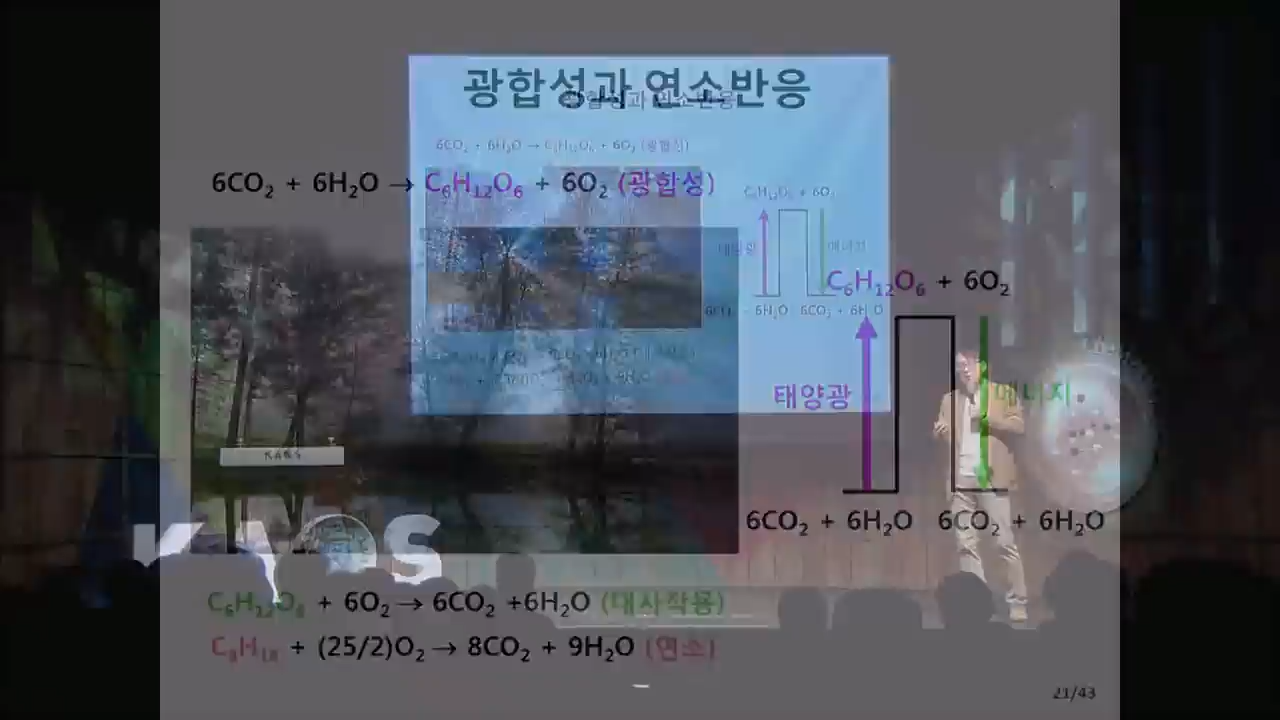 광합성과 연소반응
6CO₂ + 6H₂O → C₆H₁₂O₆ + 6O₂ (광합성)
C₆H₁₂O₆ + 6O₂
태양광
에너지
6CO₂ + 6H₂O
6CO₂ + 6H₂O
KAOS
KAOS
C₆H₁₂O₆ + 6O₂ → 6CO₂ +6H₂O (대사작용)
C₈H₁₈ + (25/2)O₂ → 8CO₂ + 9H₂O (연소)
21/43